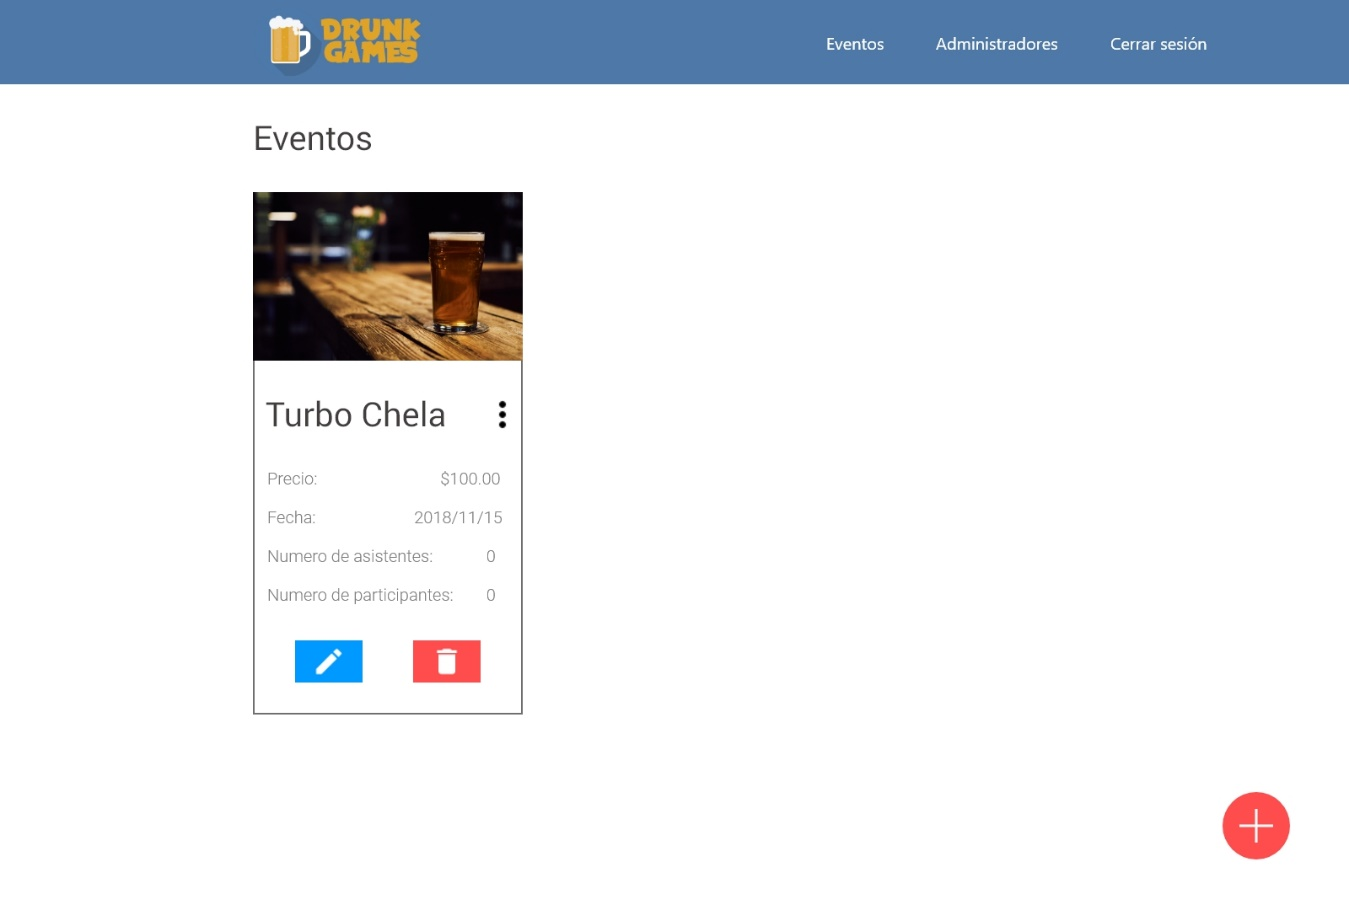 DRUNK
GAMES
Eventos
Administradores
Cerrar sesión
Eventos
Turbo Chela
Precio: $100.00
Fecha: 2018/11/15
Numero de asistentes: 0
Numero de participantes: 0